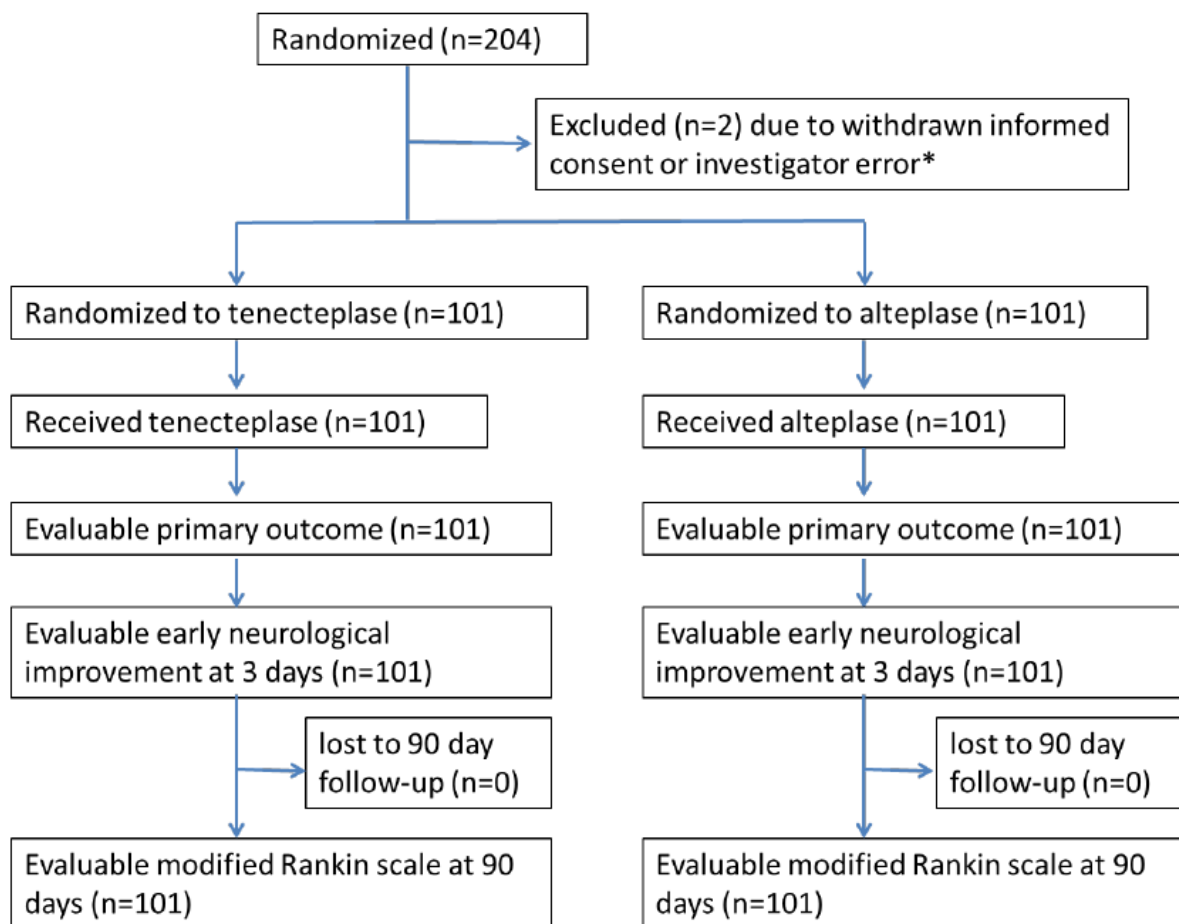 Randomized (n=204)
Excluded (n=2) due to withdrawn informed
consent or investigator error*
Randomized to tenecteplase (n=101)
Randomized to alteplase (n=101)
Received tenecteplase (n=101)
Received alteplase (n=101)
Evaluable primary outcome (n=101)
Evaluable primary outcome (n=101)
Evaluable early neurological
improvement at 3 days (n=101)
Evaluable early neurological
improvement at 3 days (n=101)
lost to 90 day
follow-up (n=0)
lost to 90 day
follow-up (n=0)
Evaluable modified Rankin scale at 90
days (n=101)
Evaluable modified Rankin scale at 90
days (n=101)